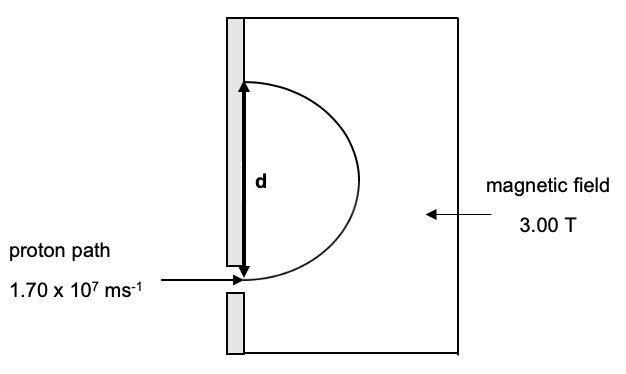 d
magnetic field
3.00 T
proton path
1.70 x 10⁷ ms⁻¹